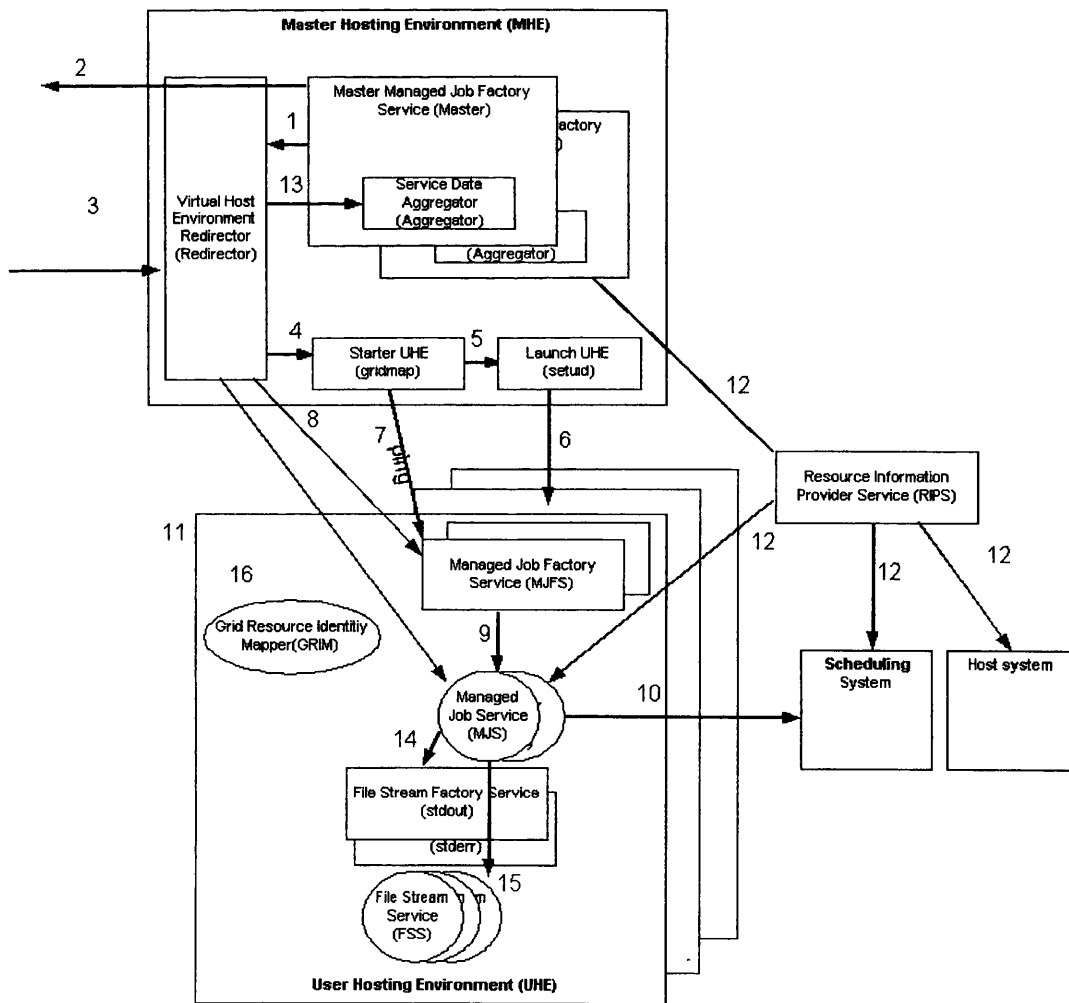 Master Hosting Environment (MHE)
2
Master Managed Job Factory
Service (Master)
1
actory
)
13
Service Data
Aggregator
(Aggregator)
3
Virtual Host
Environment
Redirector
(Redirector)
(Aggregator)
4
Starter UHE
(gridmap)
5
Launch UHE
(setuid)
12
8
7
ping
6
Resource Information
Provider Service (RIPS)
11
12
12
12
16
Managed Job Factory
Service (MJFS)
Grid Resource Identitiy
Mapper(GRIM)
9
Scheduling
System
Host system
Managed
Job Service
(MJS)
10
14
File Stream Factory Service
(stdout)
(stderr)
15
File Stream
m
Service
(FSS)
User Hosting Environment (UHE)